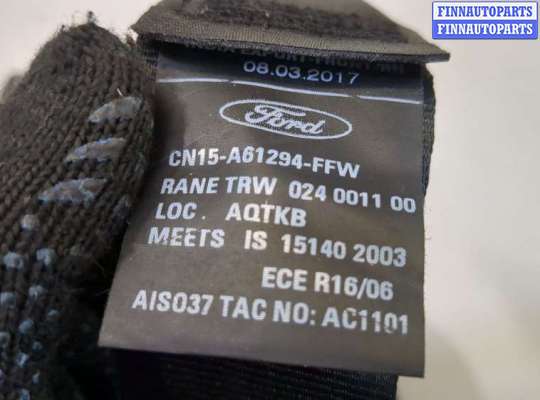 FINNAUTOPARTS
FINNAUTOPARTS
08.03.2017
Ford
CN15-A61294-FFW
RANE TRW 024 0011 00
LOC. AQTKB
MEETS IS 15140 2003
ECE R16/06
AIS037 TAC NO: AC1101